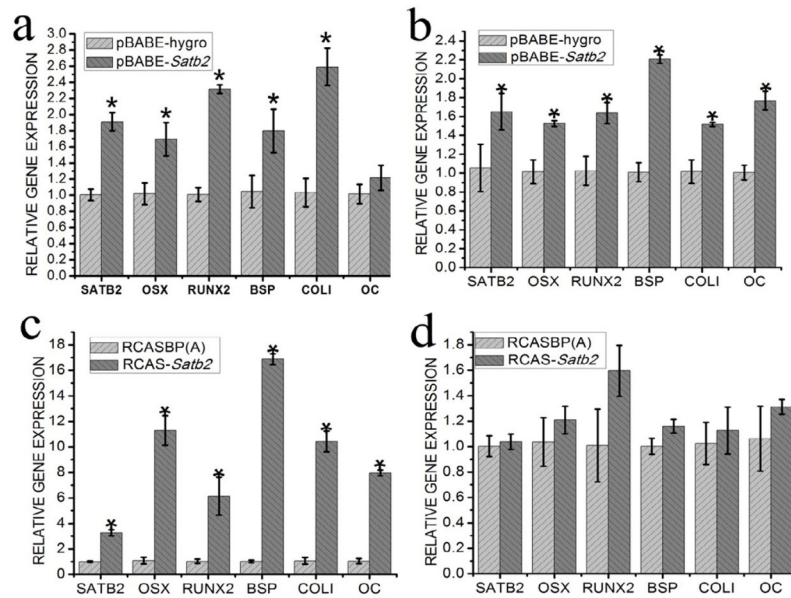 a
pBABE-hygro
pBABE-Satb2
RELATIVE GENE EXPRESSION
3.0
2.8
2.6
2.4
2.2
2.0
1.8
1.6
1.4
1.2
1.0
0.8
0.6
0.4
0.2
0.0
* * * * *
SATB2 OSX RUNX2 BSP COLI OC
b
pBABE-hygro
pBABE-Satb2
RELATIVE GENE EXPRESSION
2.4
2.2
2.0
1.8
1.6
1.4
1.2
1.0
0.8
0.6
0.4
0.2
0.0
* * * * * *
SATB2 OSX RUNX2 BSP COLI OC
c
RCASBP(A)
RCAS-Satb2
RELATIVE GENE EXPRESSION
18
16
14
12
10
8
6
4
2
0
* * * * * *
SATB2 OSX RUNX2 BSP COLI OC
d
RCASBP(A)
RCAS-Satb2
RELATIVE GENE EXPRESSION
1.8
1.6
1.4
1.2
1.0
0.8
0.6
0.4
0.2
0.0
SATB2 OSX RUNX2 BSP COLI OC